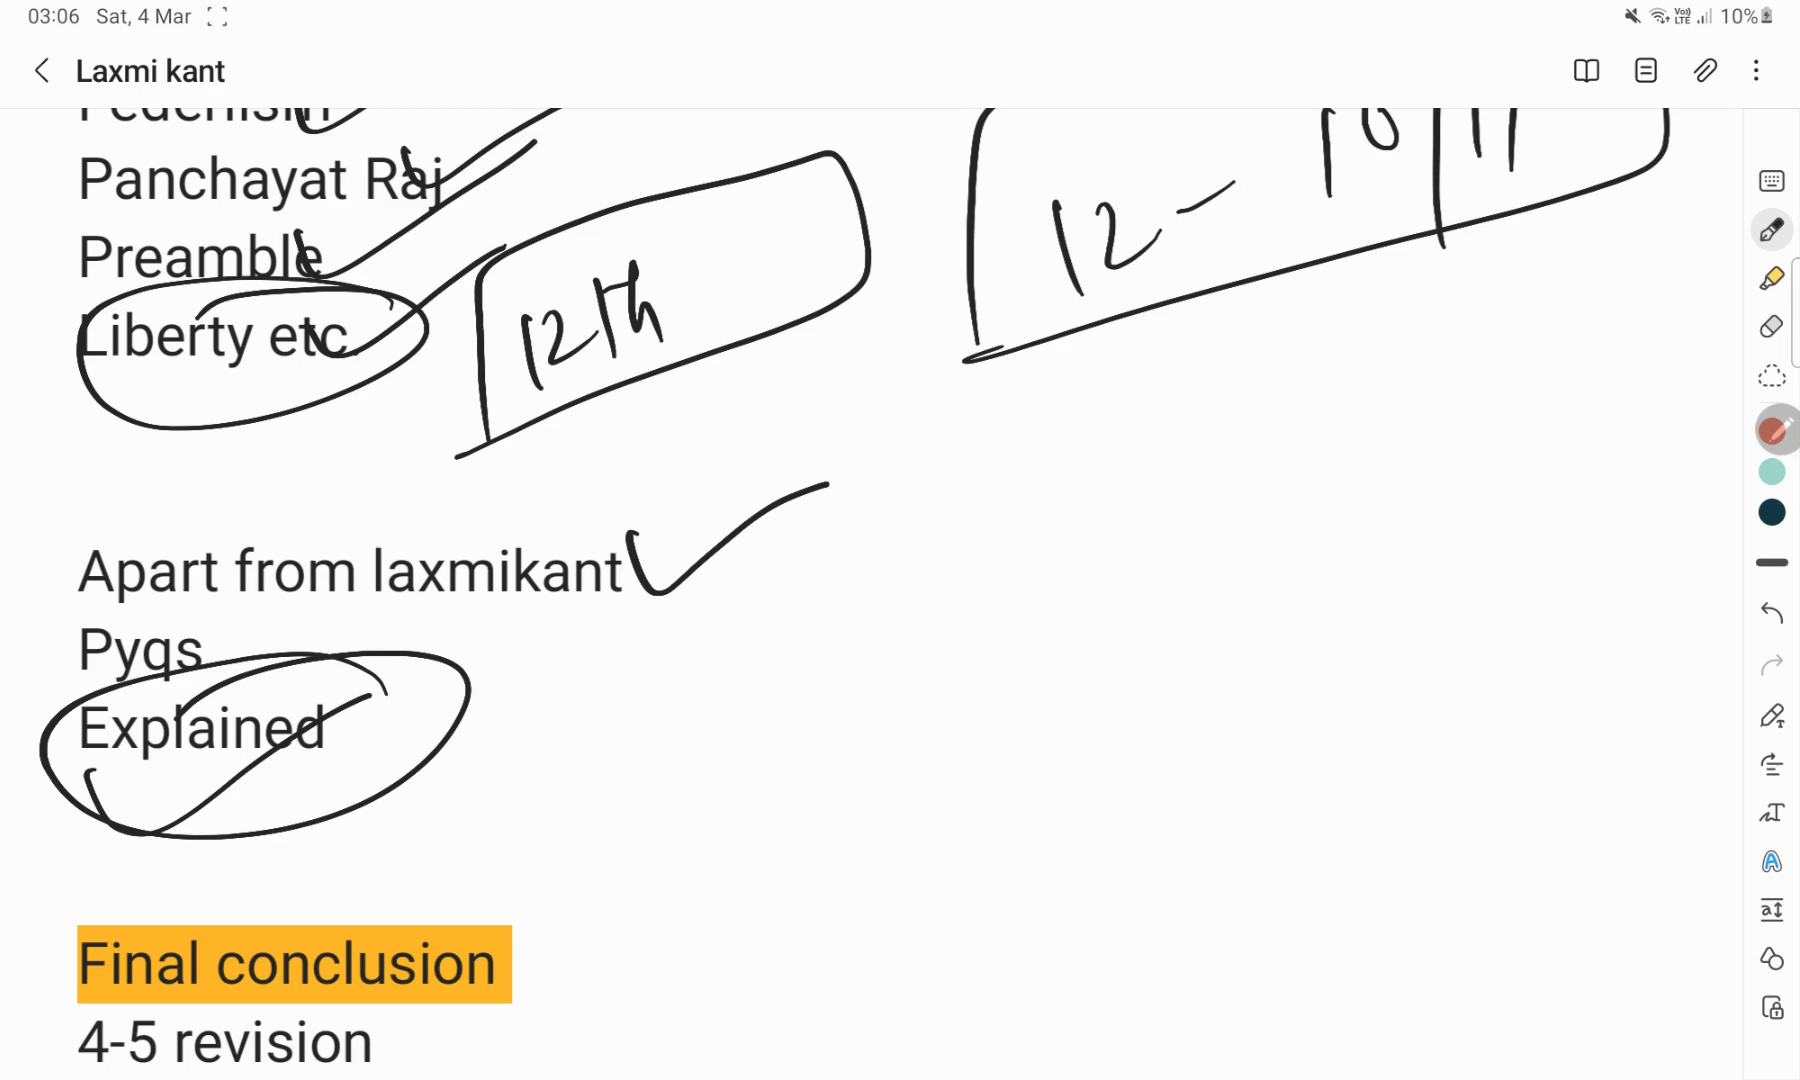 03:06 Sat, 4 Mar
10%
Laxmi kant
Panchayat Raj
Preamble
Liberty etc.
12th
12 -
Apart from laxmikant
Pyqs
Explained
Final conclusion
4-5 revision